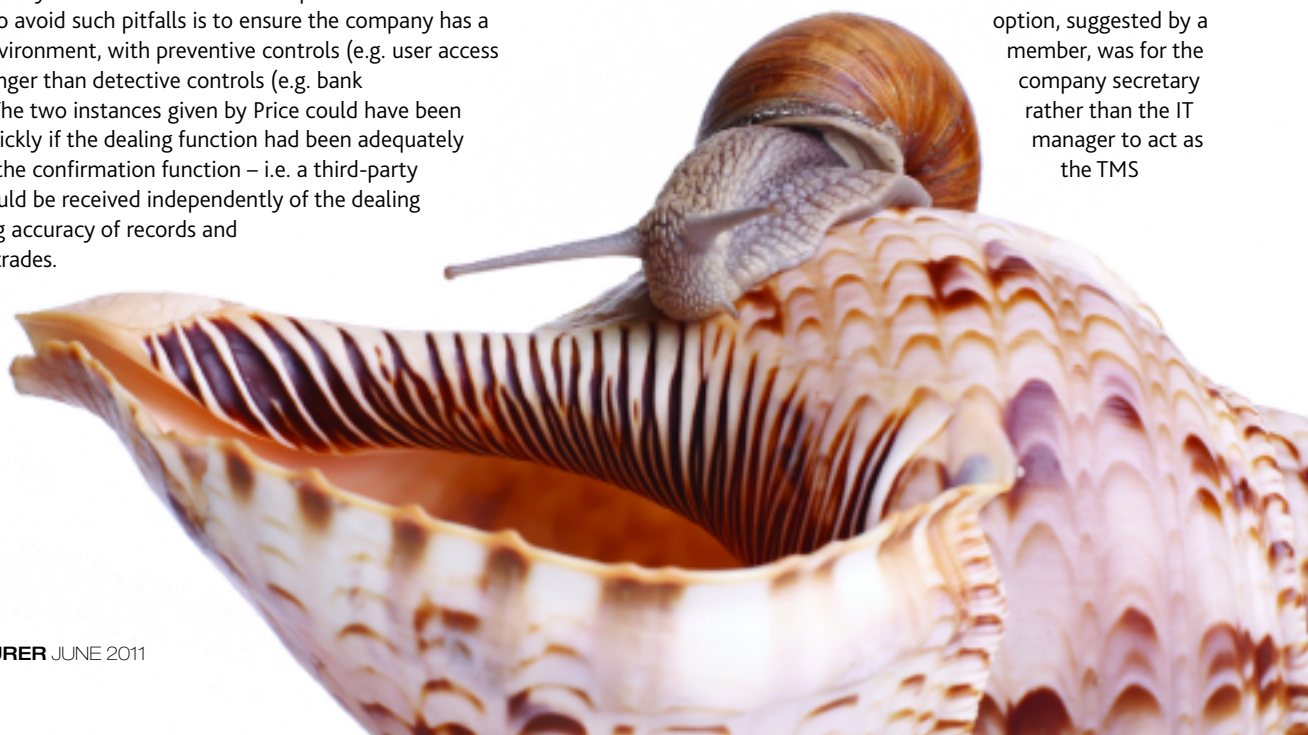 o avoid such pitfalls is to ensure the company has a
vironment, with preventive controls (e.g. user access
nger than detective controls (e.g. bank
he two instances given by Price could have been
ickly if the dealing function had been adequately
the confirmation function – i.e. a third-party
uld be received independently of the dealing
g accuracy of records and
trades.
option, suggested by a
member, was for the
company secretary
rather than the IT
manager to act as
the TMS
URER JUNE 2011